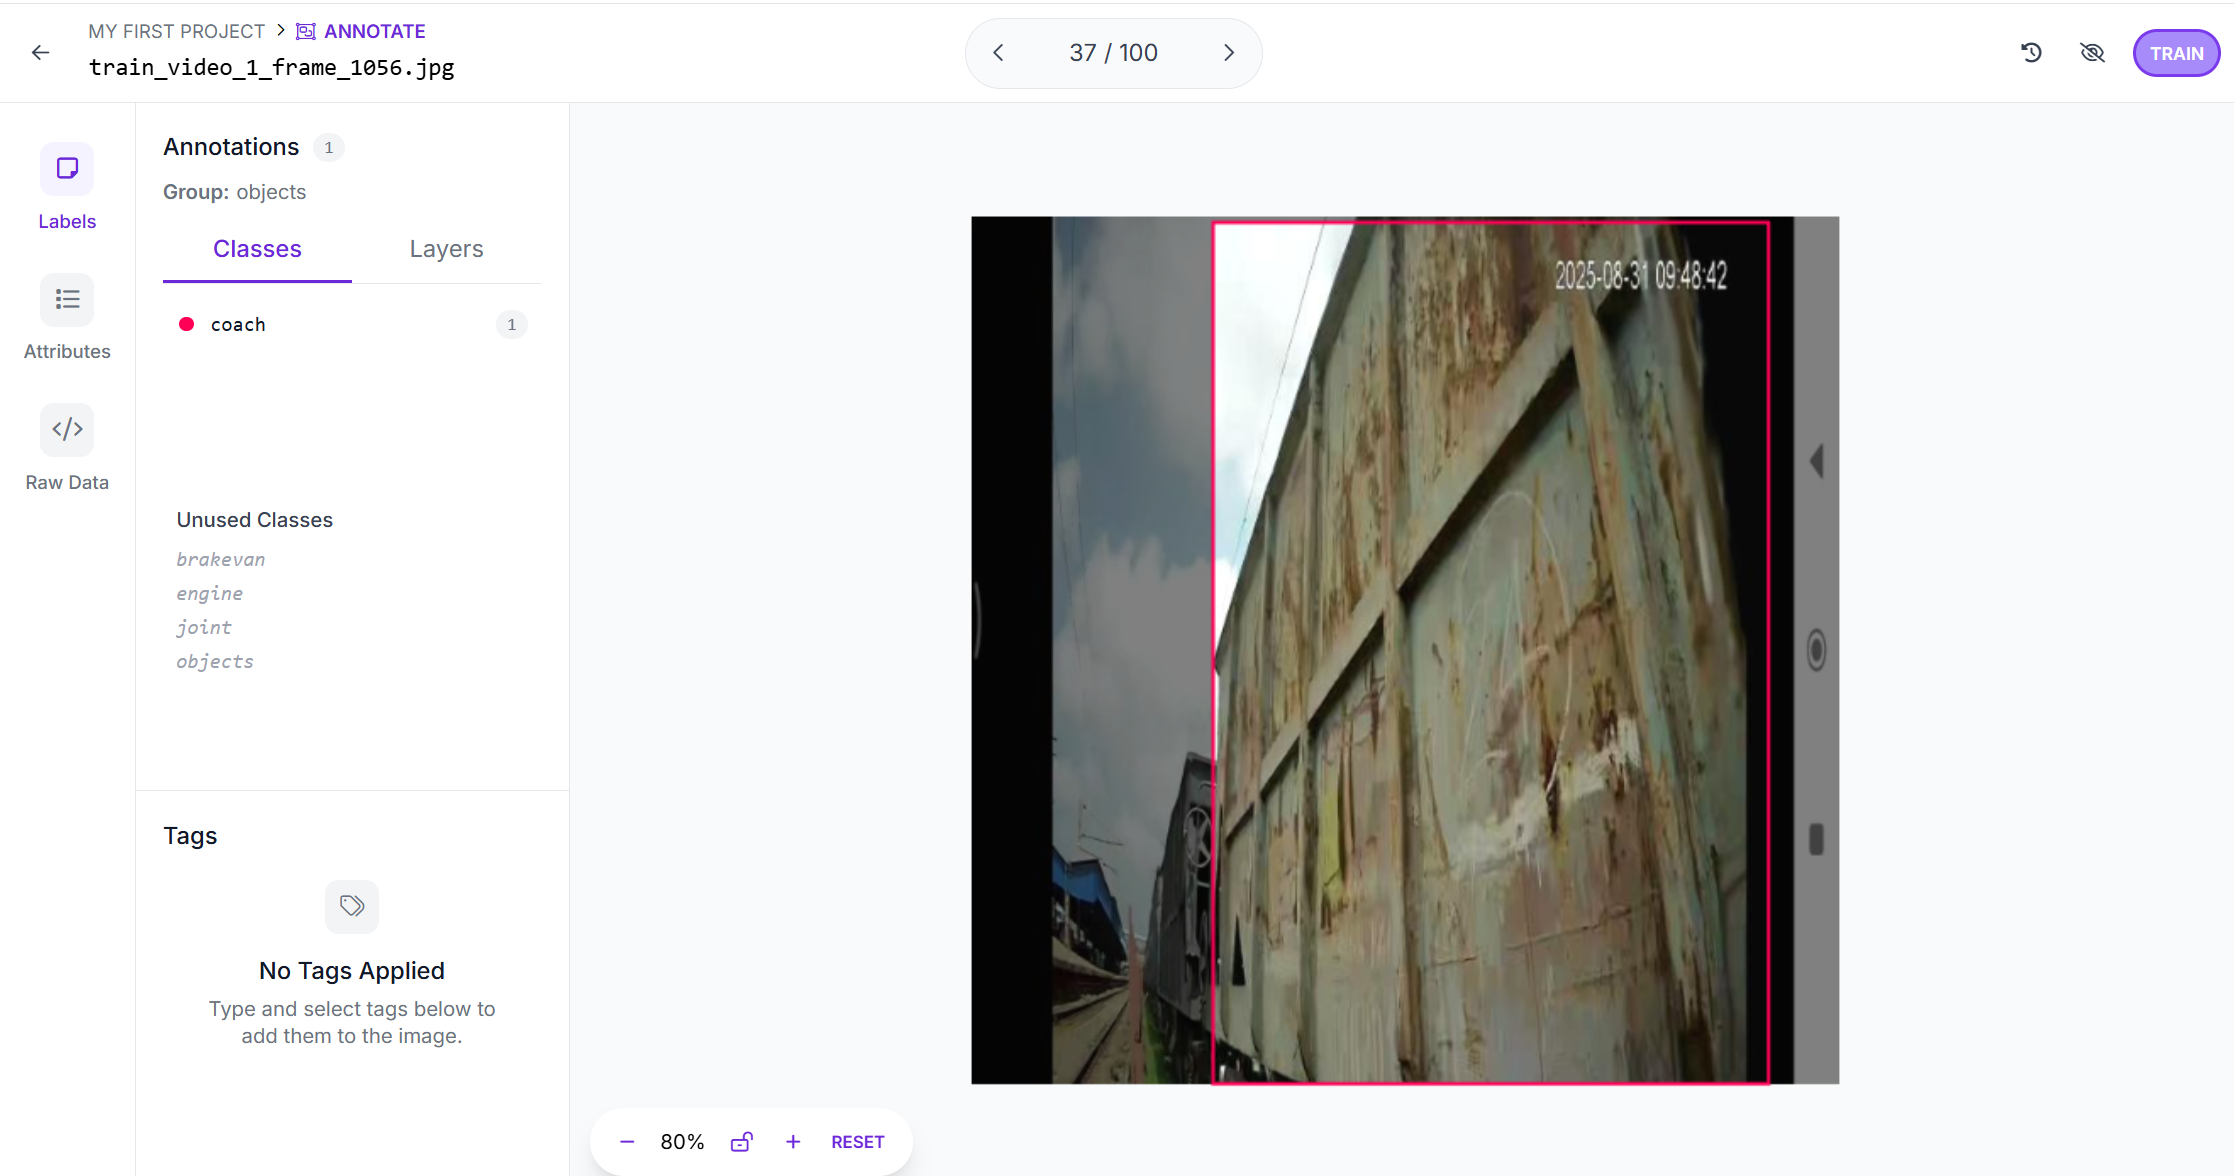 MY FIRST PROJECT > ANNOTATE
train_video_1_frame_1056.jpg
37 / 100
TRAIN
Labels
Attributes
Raw Data
Annotations 1
Group: objects
Classes Layers
coach 1
Unused Classes
brakevan
engine
joint
objects
Tags
No Tags Applied
Type and select tags below to
add them to the image.
2025-08-31 09:48:42
80% RESET